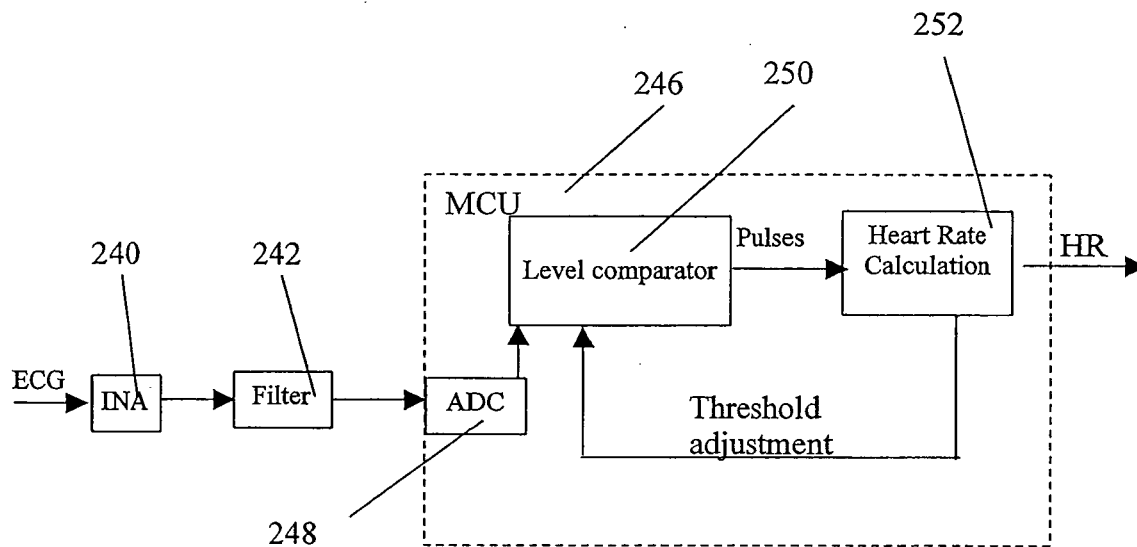 252
246
250
MCU
240
242
Level comparator
Pulses
Heart Rate
Calculation
HR
ECG
INA
Filter
ADC
Threshold
adjustment
248